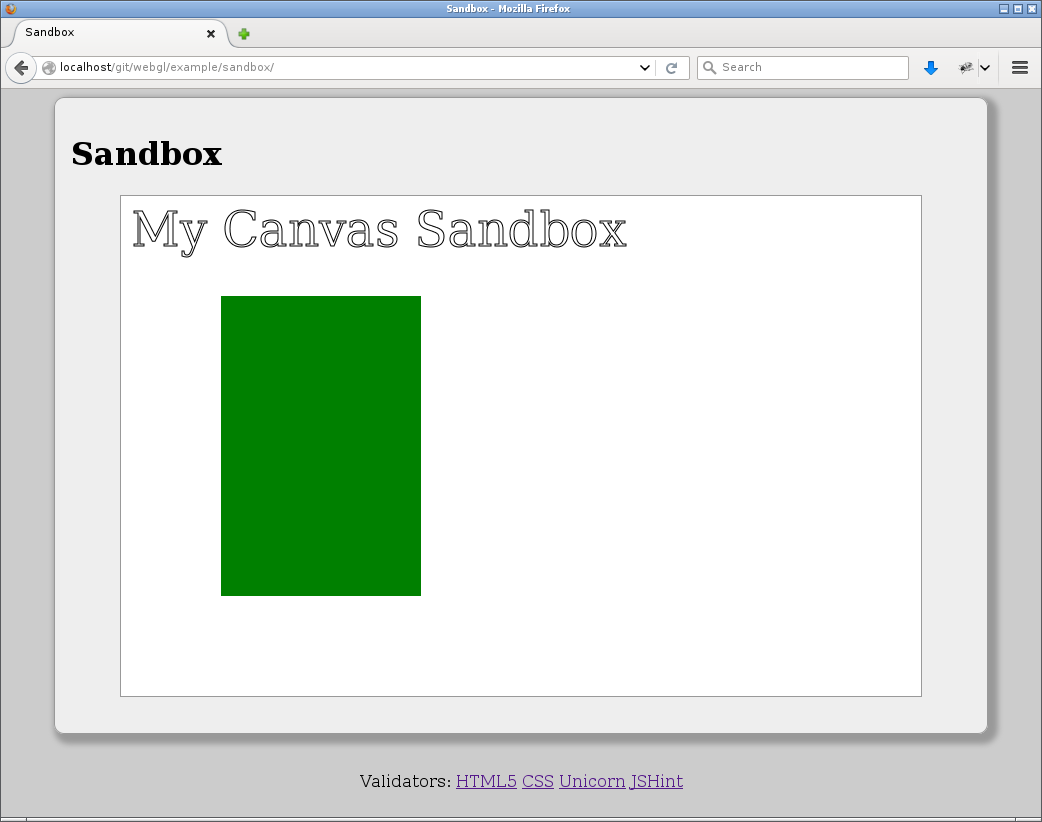 Sandbox - Mozilla Firefox
Sandbox
localhost/git/webgl/example/sandbox/
Search
Sandbox
My Canvas Sandbox
Validators: HTML5 CSS Unicorn JSHint